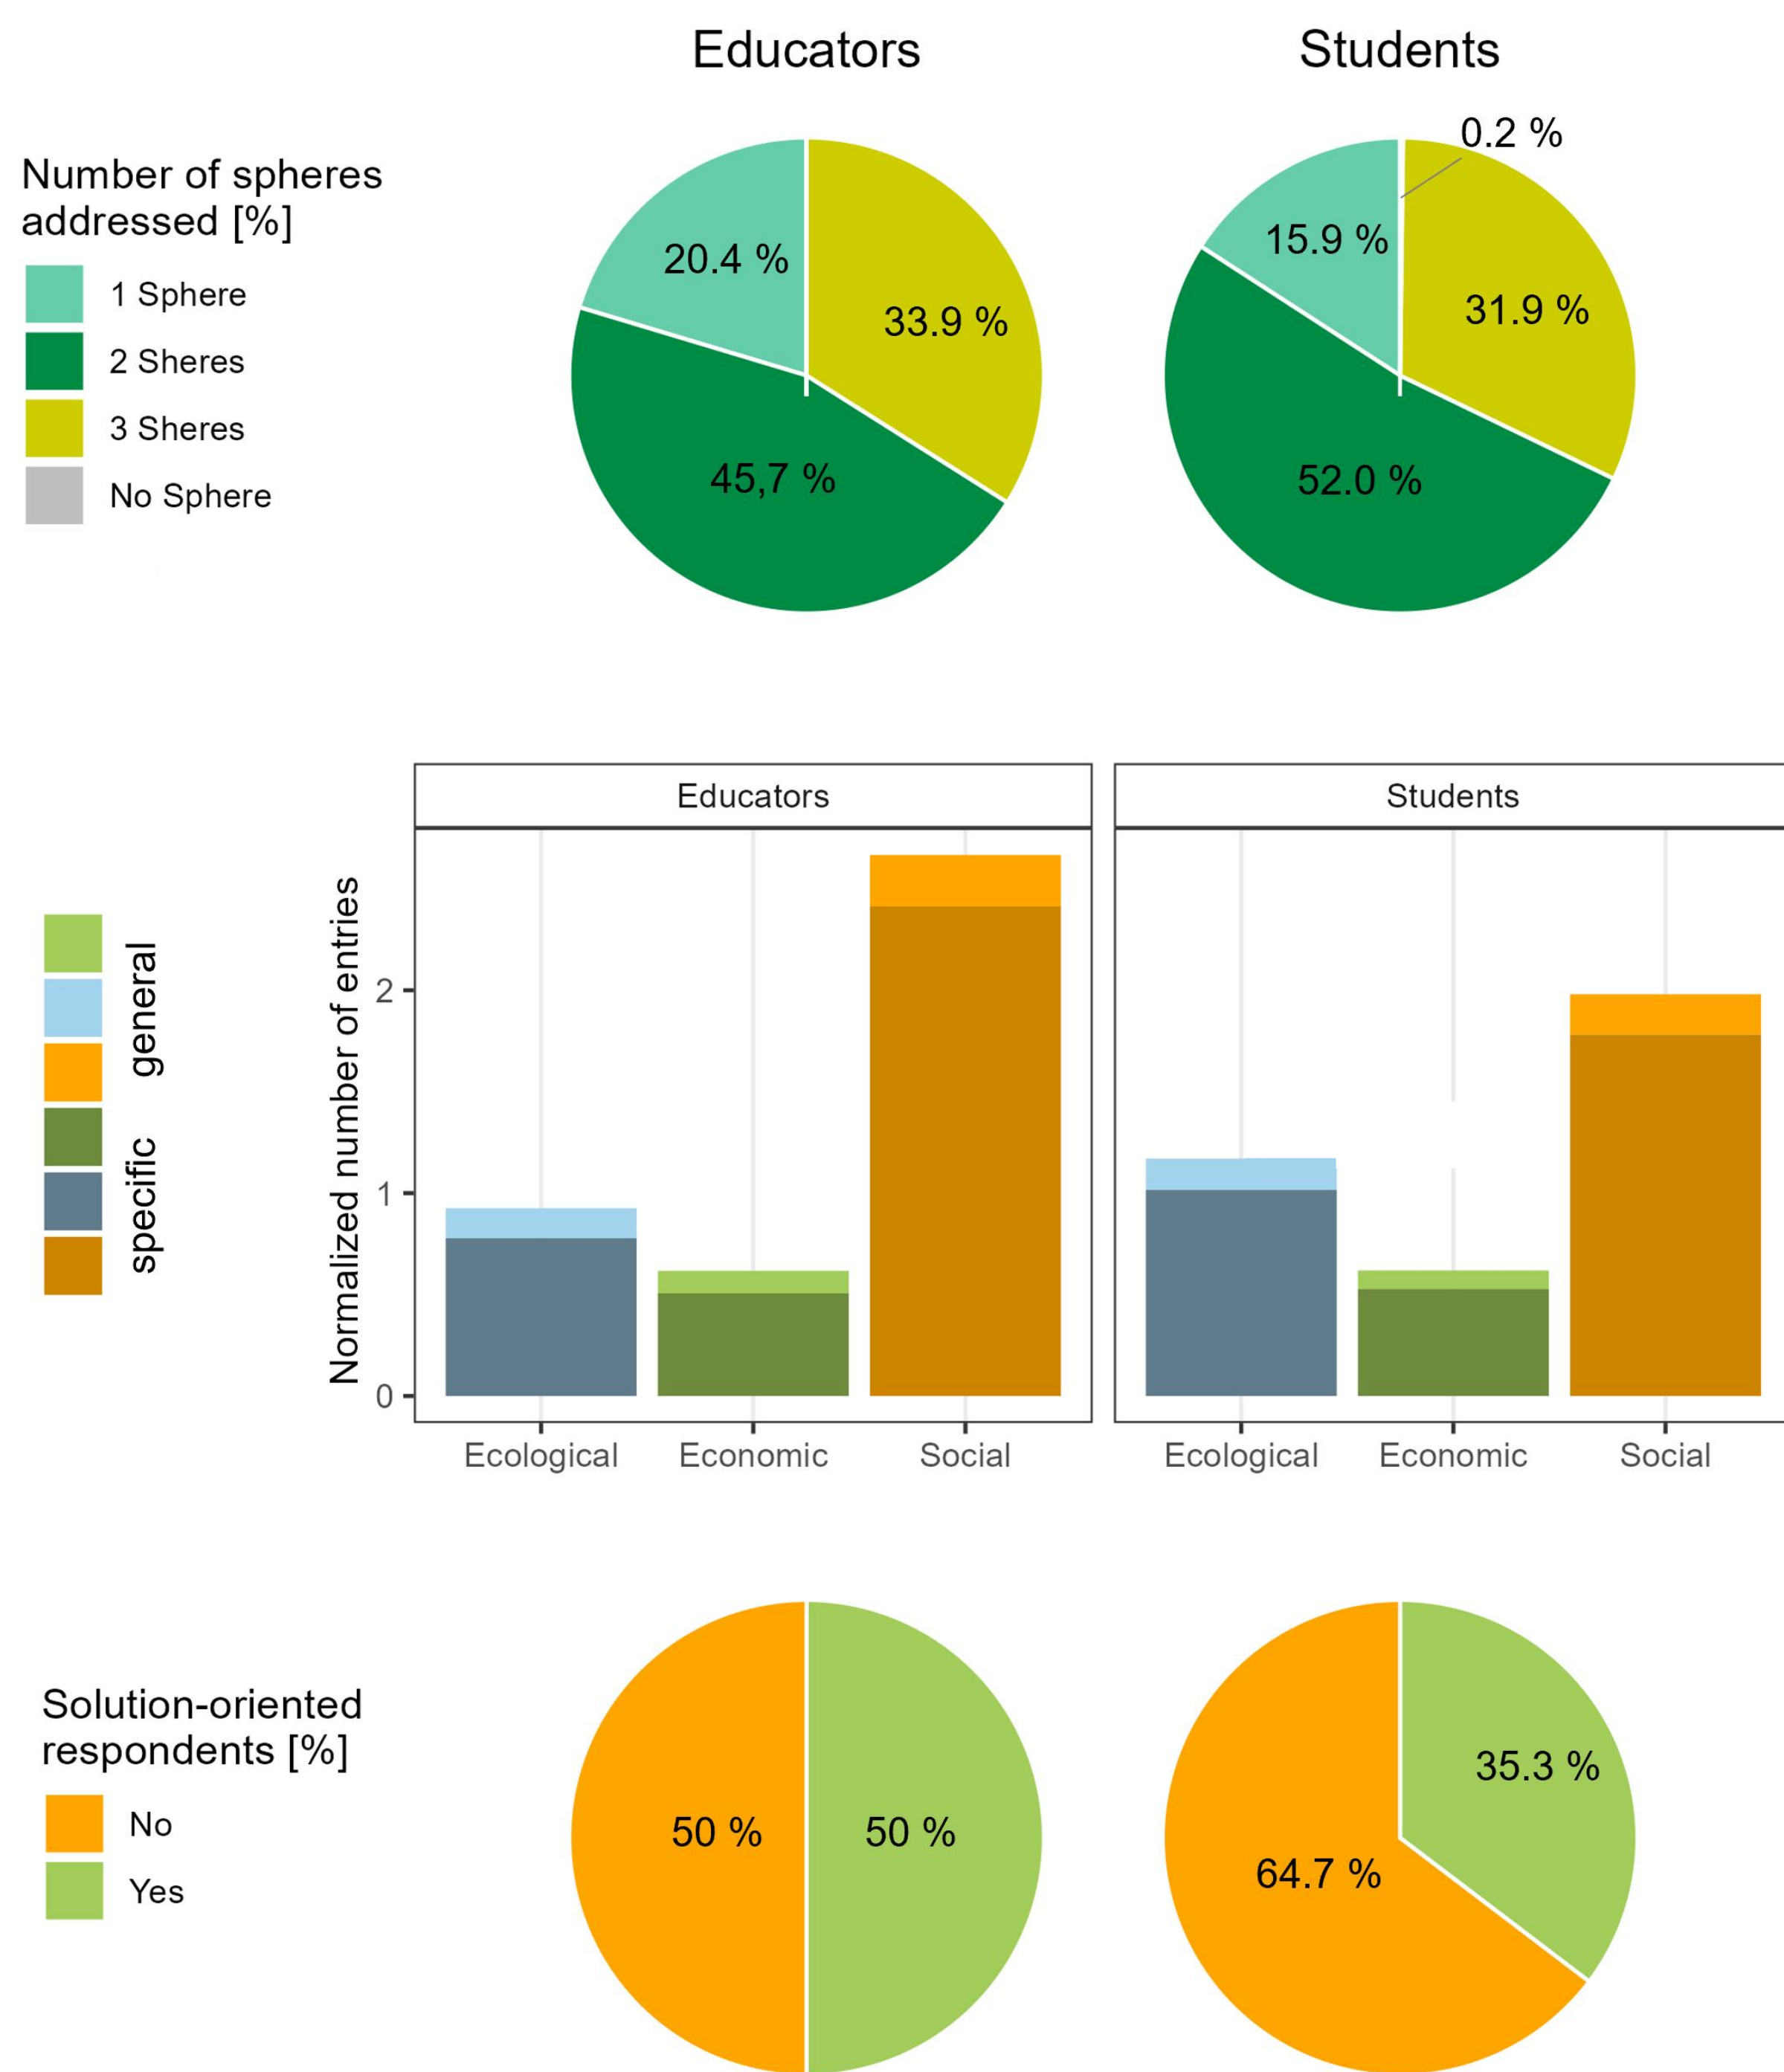 Educators
Students
Number of spheres
addressed [%]
1 Sphere
2 Sheres
3 Sheres
No Sphere
20.4 %
33.9 %
45,7 %
0.2 %
15.9 %
31.9 %
52.0 %
general
specific
Normalized number of entries
2
1
0
Educators
Students
Ecological
Economic
Social
Ecological
Economic
Social
Solution-oriented
respondents [%]
No
Yes
50 %
50 %
35.3 %
64.7 %